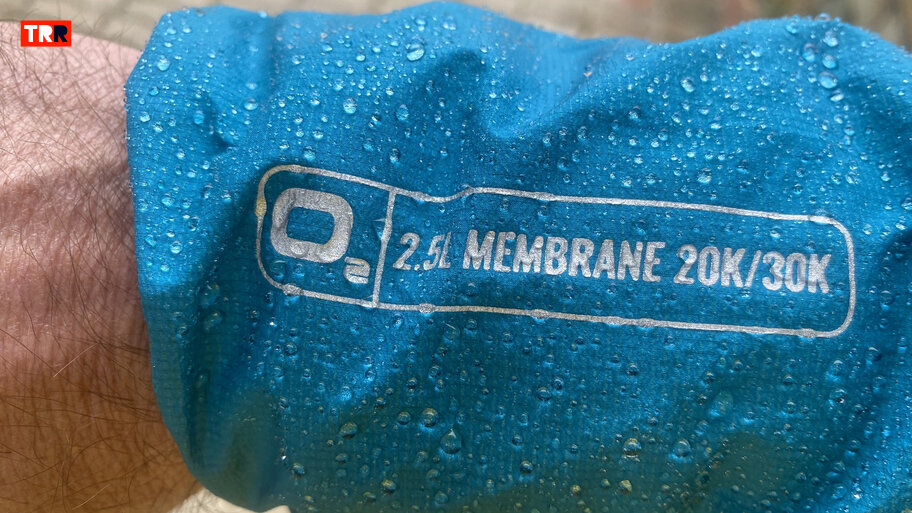 TRR
O2 2.5L MEMBRANE 20K/30K